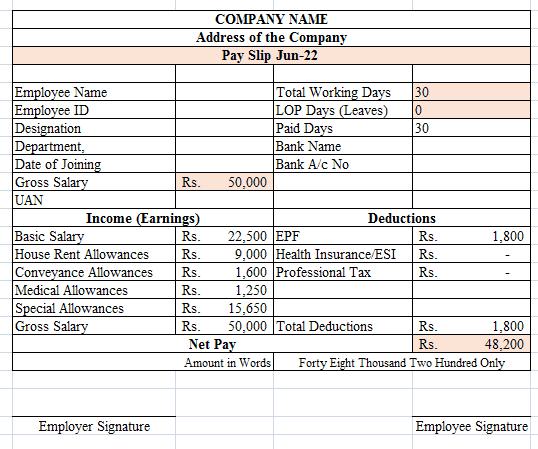 COMPANY NAME
Address of the Company
Pay Slip Jun-22
Employee Name Total Working Days 30
Employee ID LOP Days (Leaves) 0
Designation Paid Days 30
Department, Bank Name
Date of Joining Bank A/c No
Gross Salary Rs. 50,000
UAN
Income (Earnings) Deductions
Basic Salary Rs. 22,500 EPF Rs. 1,800
House Rent Allowances Rs. 9,000 Health Insurance/ESI Rs. -
Conveyance Allowances Rs. 1,600 Professional Tax Rs. -
Medical Allowances Rs. 1,250
Special Allowances Rs. 15,650
Gross Salary Rs. 50,000 Total Deductions Rs. 1,800
Net Pay Rs. 48,200
Amount in Words Forty Eight Thousand Two Hundred Only
Employer Signature Employee Signature